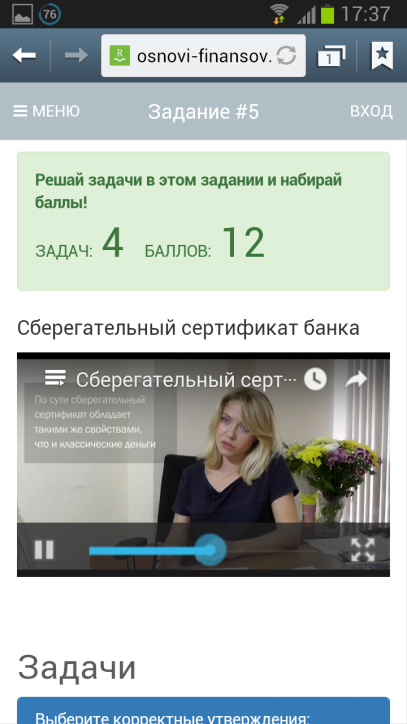 76
17:37
R
osnovi-finansov.
1
МЕНЮ
Задание #5
ВХОД
Решай задачи в этом задании и набирай
баллы!
ЗАДАЧ: 4 БАЛЛОВ: 12
Сберегательный сертификат банка
Сберегательный серт···
По сути сберегательный
сертификат обладает
такими же свойствами,
что и классические деньги
Задачи
Выберите корректные утверждения: